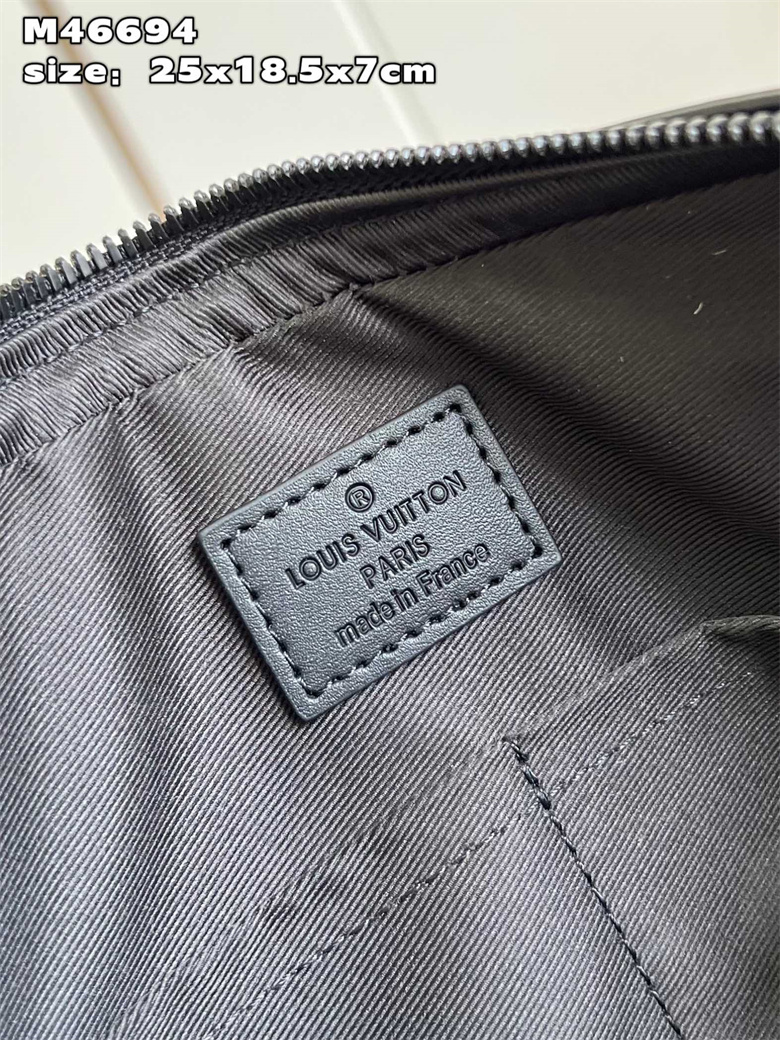 M46694
size: 25x18.5x7cm
®
LOUIS VUITTON
PARIS
made in France